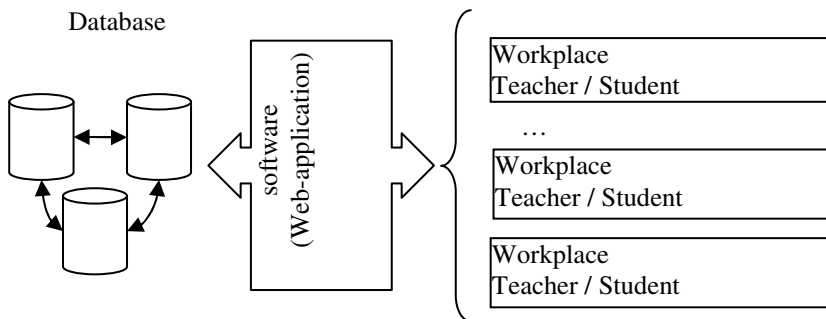 Database
software
(Web-application)
Workplace
Teacher / Student
…
Workplace
Teacher / Student
Workplace
Teacher / Student